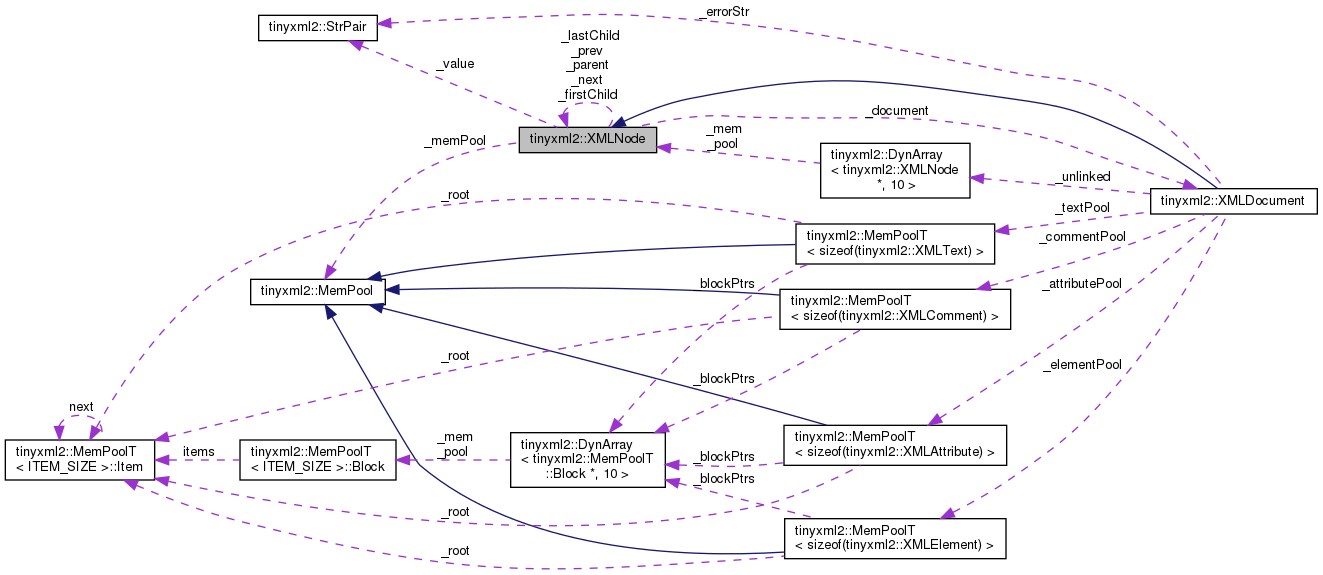 _errorStr
tinyxml2::StrPair
_lastChild
_prev
_parent
_next
_firstChild
_value
_document
tinyxml2::XMLNode
_mem
_pool
_memPool
tinyxml2::DynArray
< tinyxml2::XMLNode
*, 10 >
_unlinked
tinyxml2::XMLDocument
_root
_textPool
tinyxml2::MemPoolT
< sizeof(tinyxml2::XMLText) >
_commentPool
tinyxml2::MemPool
blockPtrs
_attributePool
tinyxml2::MemPoolT
< sizeof(tinyxml2::XMLComment) >
_root
_blockPtrs
_elementPool
next
tinyxml2::MemPoolT
< ITEM_SIZE >::Item
items
tinyxml2::MemPoolT
< ITEM_SIZE >::Block
_mem
_pool
tinyxml2::DynArray
< tinyxml2::MemPoolT
::Block *, 10 >
_blockPtrs
tinyxml2::MemPoolT
< sizeof(tinyxml2::XMLAttribute) >
_blockPtrs
_root
tinyxml2::MemPoolT
< sizeof(tinyxml2::XMLElement) >
_root